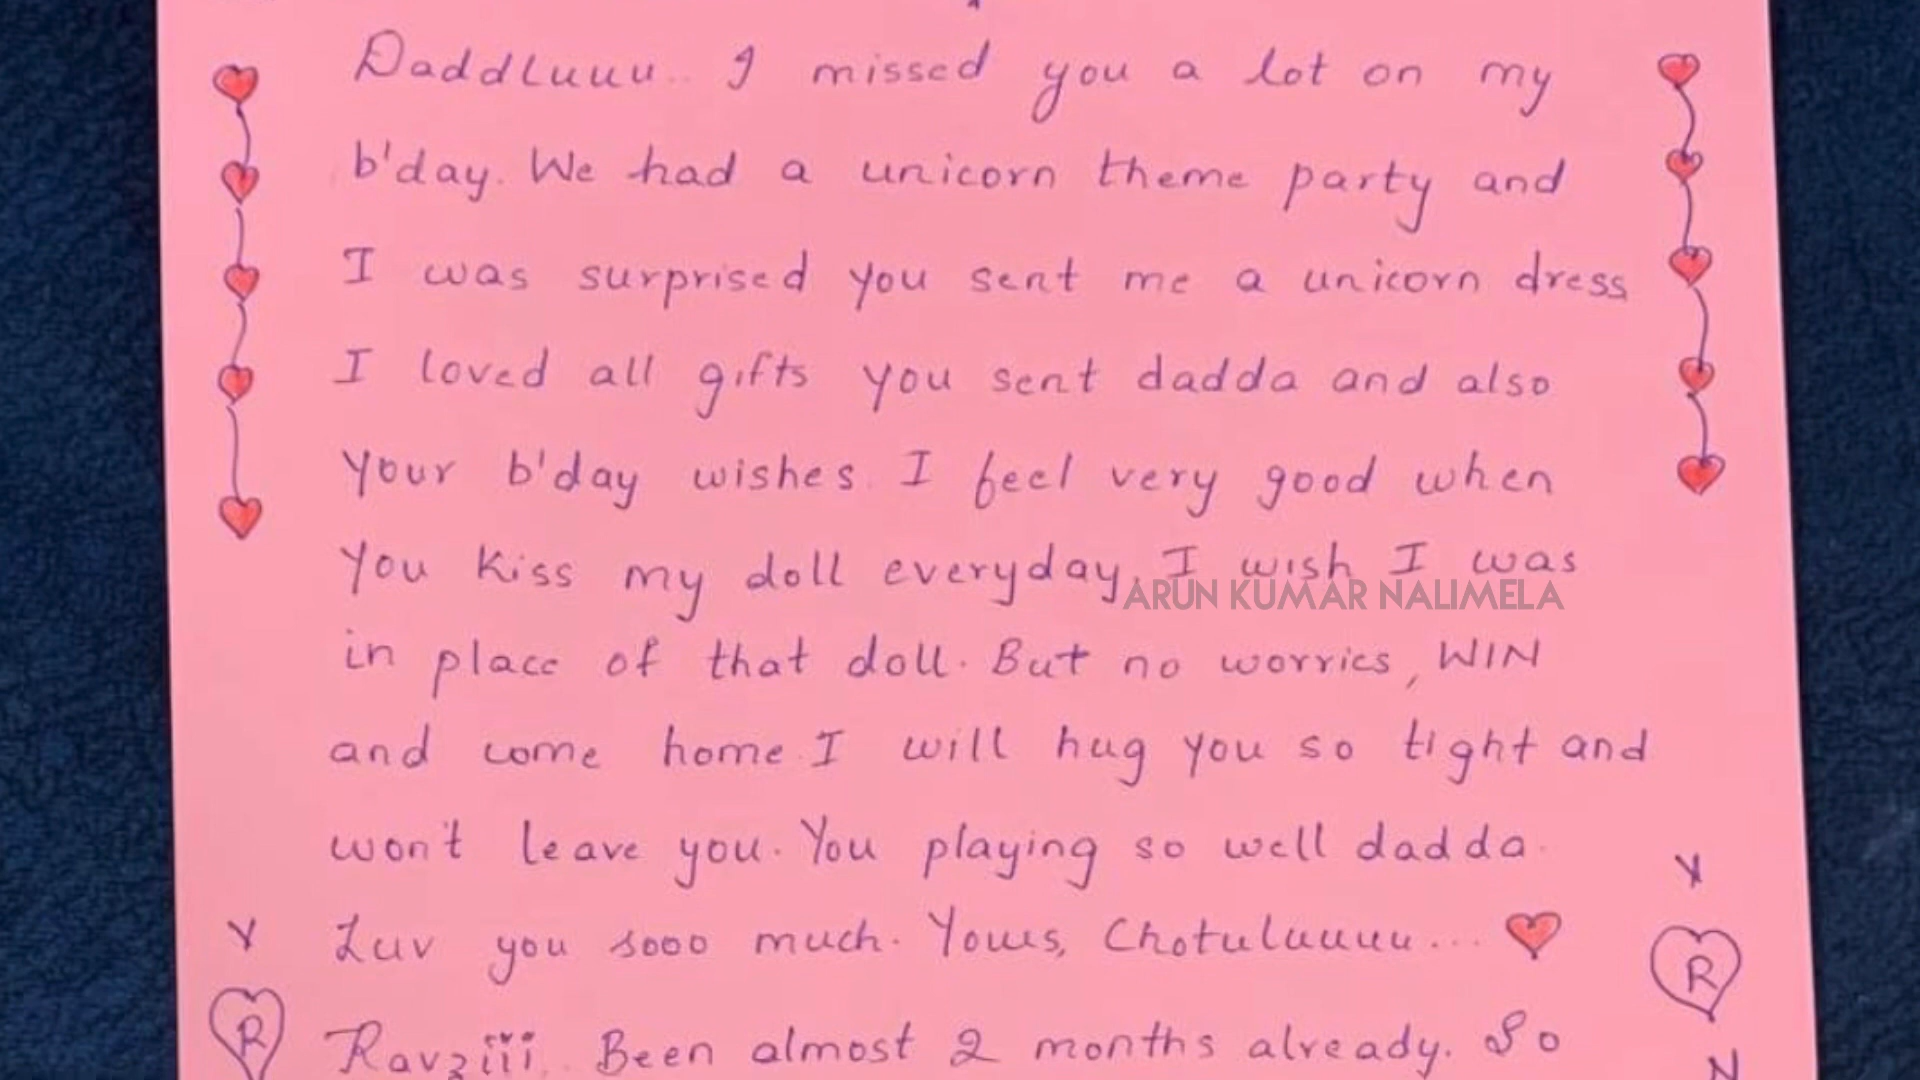 Daddluuu.. I missed you a lot on my
b'day. We had a unicorn theme party and
I was surprised you sent me a unicorn dress
I loved all gifts you sent dadda and also
your b'day wishes. I feel very good when
you kiss my doll everyday, I wish I was
ARUN KUMAR NALIMELA
in place of that doll. But no worries, WIN
and come home I will hug you so tight and
won't leave you. You playing so well dadda.
Luv you sooo much. Yours, Chotuluuuu...
Ravziii.. Been almost 2 months already. So
Y
R
Y
R
N